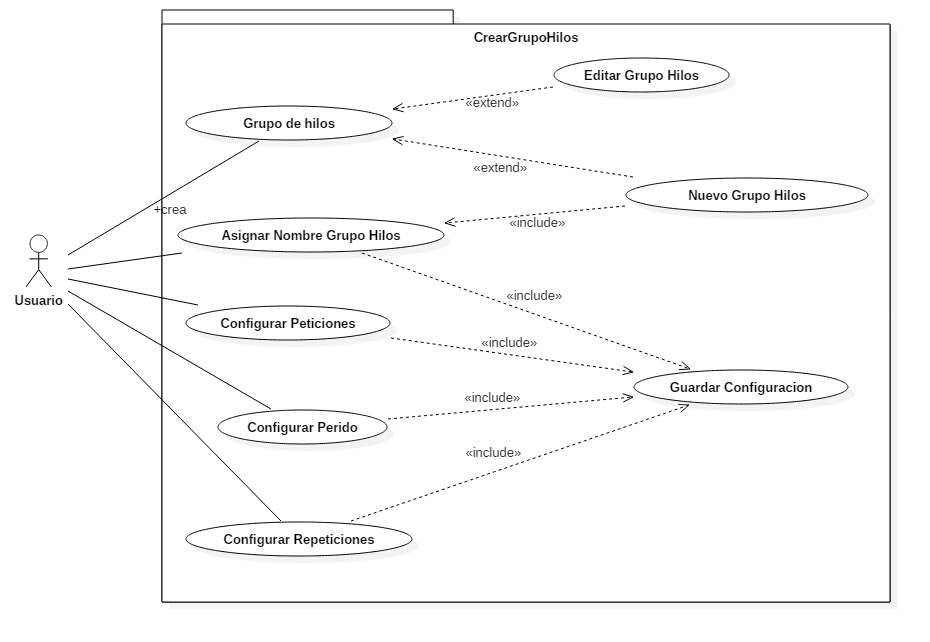 CrearGrupoHilos
Editar Grupo Hilos
«extend»
Grupo de hilos
«extend»
Nuevo Grupo Hilos
+crea
«include»
Asignar Nombre Grupo Hilos
Usuario
«include»
Configurar Peticiones
«include»
Guardar Configuracion
«include»
Configurar Perido
«include»
Configurar Repeticiones